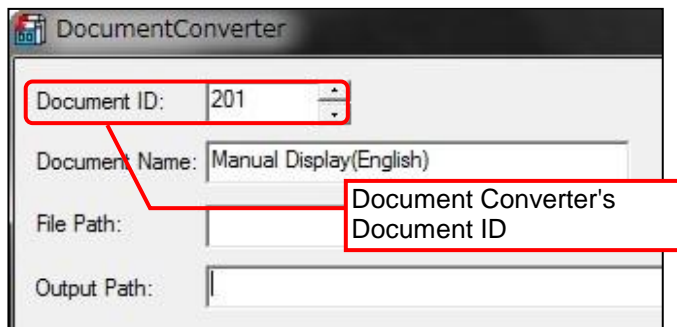 DocumentConverter
Document ID: 201
Document Name: Manual Display(English)
Document Converter's
Document ID
File Path:
Output Path: